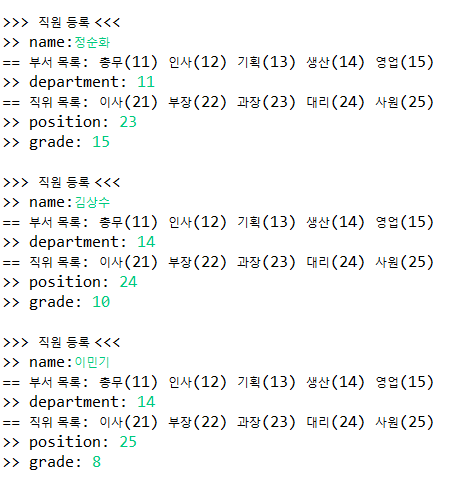 >>> 직원 등록 <<<
>> name:정순화
== 부서 목록: 총무(11) 인사(12) 기획(13) 생산(14) 영업(15)
>> department: 11
== 직위 목록: 이사(21) 부장(22) 과장(23) 대리(24) 사원(25)
>> position: 23
>> grade: 15
>>> 직원 등록 <<<
>> name:김상수
== 부서 목록: 총무(11) 인사(12) 기획(13) 생산(14) 영업(15)
>> department: 14
== 직위 목록: 이사(21) 부장(22) 과장(23) 대리(24) 사원(25)
>> position: 24
>> grade: 10
>>> 직원 등록 <<<
>> name:이민기
== 부서 목록: 총무(11) 인사(12) 기획(13) 생산(14) 영업(15)
>> department: 14
== 직위 목록: 이사(21) 부장(22) 과장(23) 대리(24) 사원(25)
>> position: 25
>> grade: 8